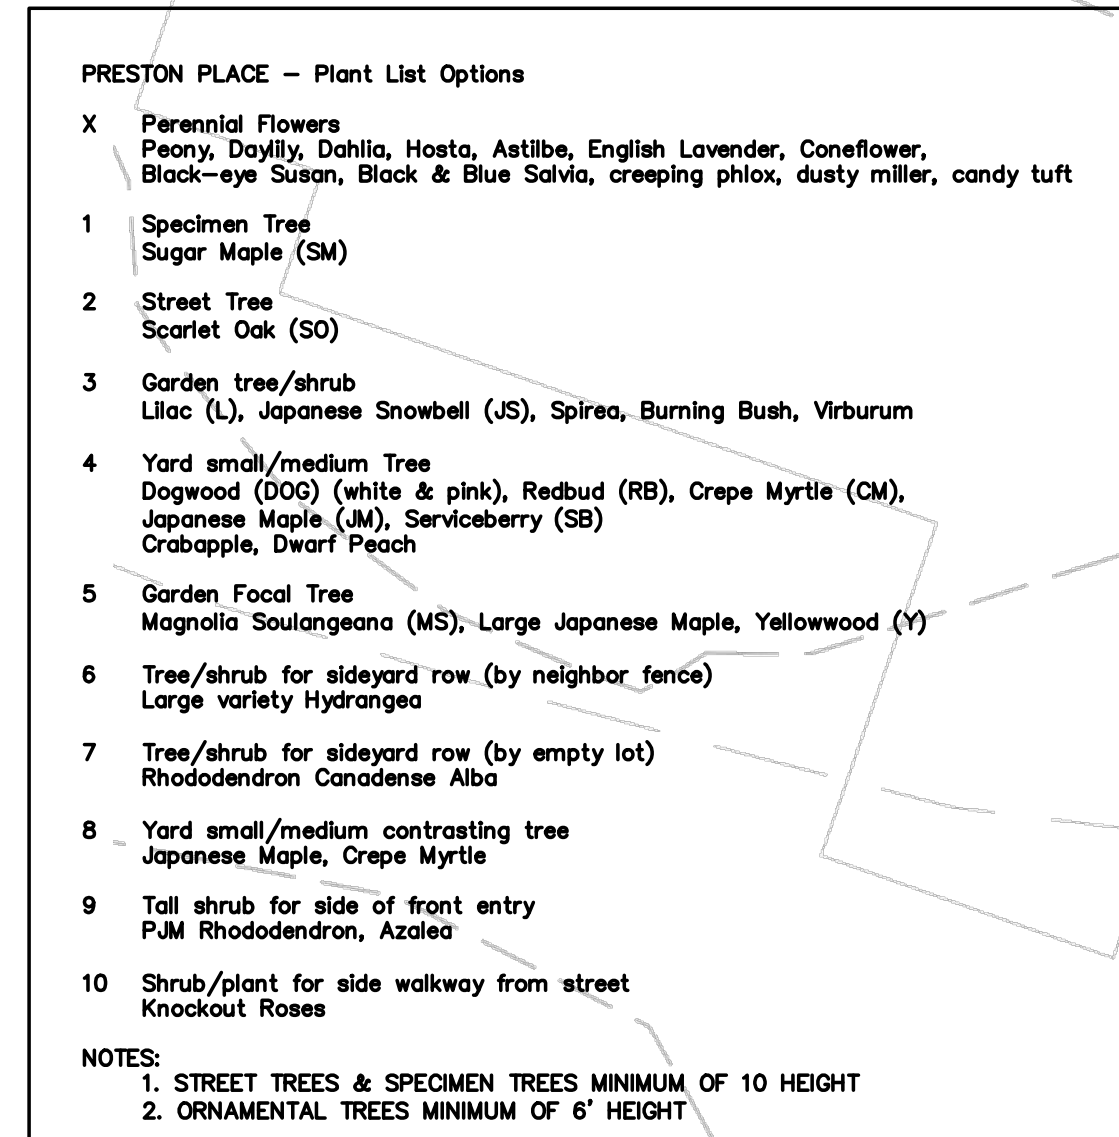 PRESTON PLACE – Plant List Options
X Perennial Flowers
Peony, Daylily, Dahlia, Hosta, Astilbe, English Lavender, Coneflower,
Black–eye Susan, Black & Blue Salvia, creeping phlox, dusty miller, candy tuft
1 Specimen Tree
Sugar Maple (SM)
2 Street Tree
Scarlet Oak (SO)
3 Garden tree/shrub
Lilac (L), Japanese Snowbell (JS), Spirea, Burning Bush, Virburum
4 Yard small/medium Tree
Dogwood (DOG) (white & pink), Redbud (RB), Crepe Myrtle (CM),
Japanese Maple (JM), Serviceberry (SB)
Crabapple, Dwarf Peach
5 Garden Focal Tree
Magnolia Soulangeana (MS), Large Japanese Maple, Yellowwood (Y)
6 Tree/shrub for sideyard row (by neighbor fence)
Large variety Hydrangea
7 Tree/shrub for sideyard row (by empty lot)
Rhododendron Canadense Alba
8 Yard small/medium contrasting tree
Japanese Maple, Crepe Myrtle
9 Tall shrub for side of front entry
PJM Rhododendron, Azalea
10 Shrub/plant for side walkway from street
Knockout Roses
NOTES:
1. STREET TREES & SPECIMEN TREES MINIMUM OF 10 HEIGHT
2. ORNAMENTAL TREES MINIMUM OF 6' HEIGHT